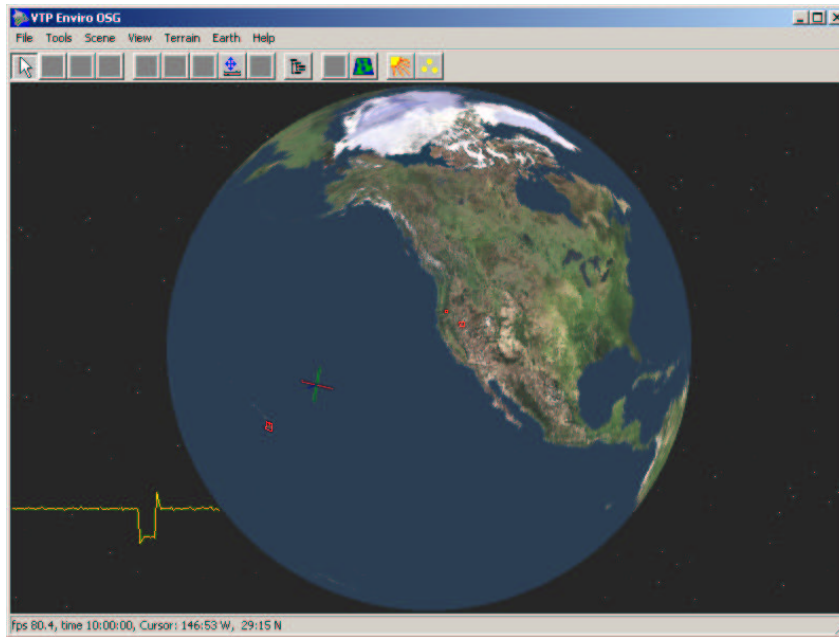 VTP Enviro OSG
File Tools Scene View Terrain Earth Help
fps 80.4, time 10:00:00, Cursor: 146:53 W, 29:15 N